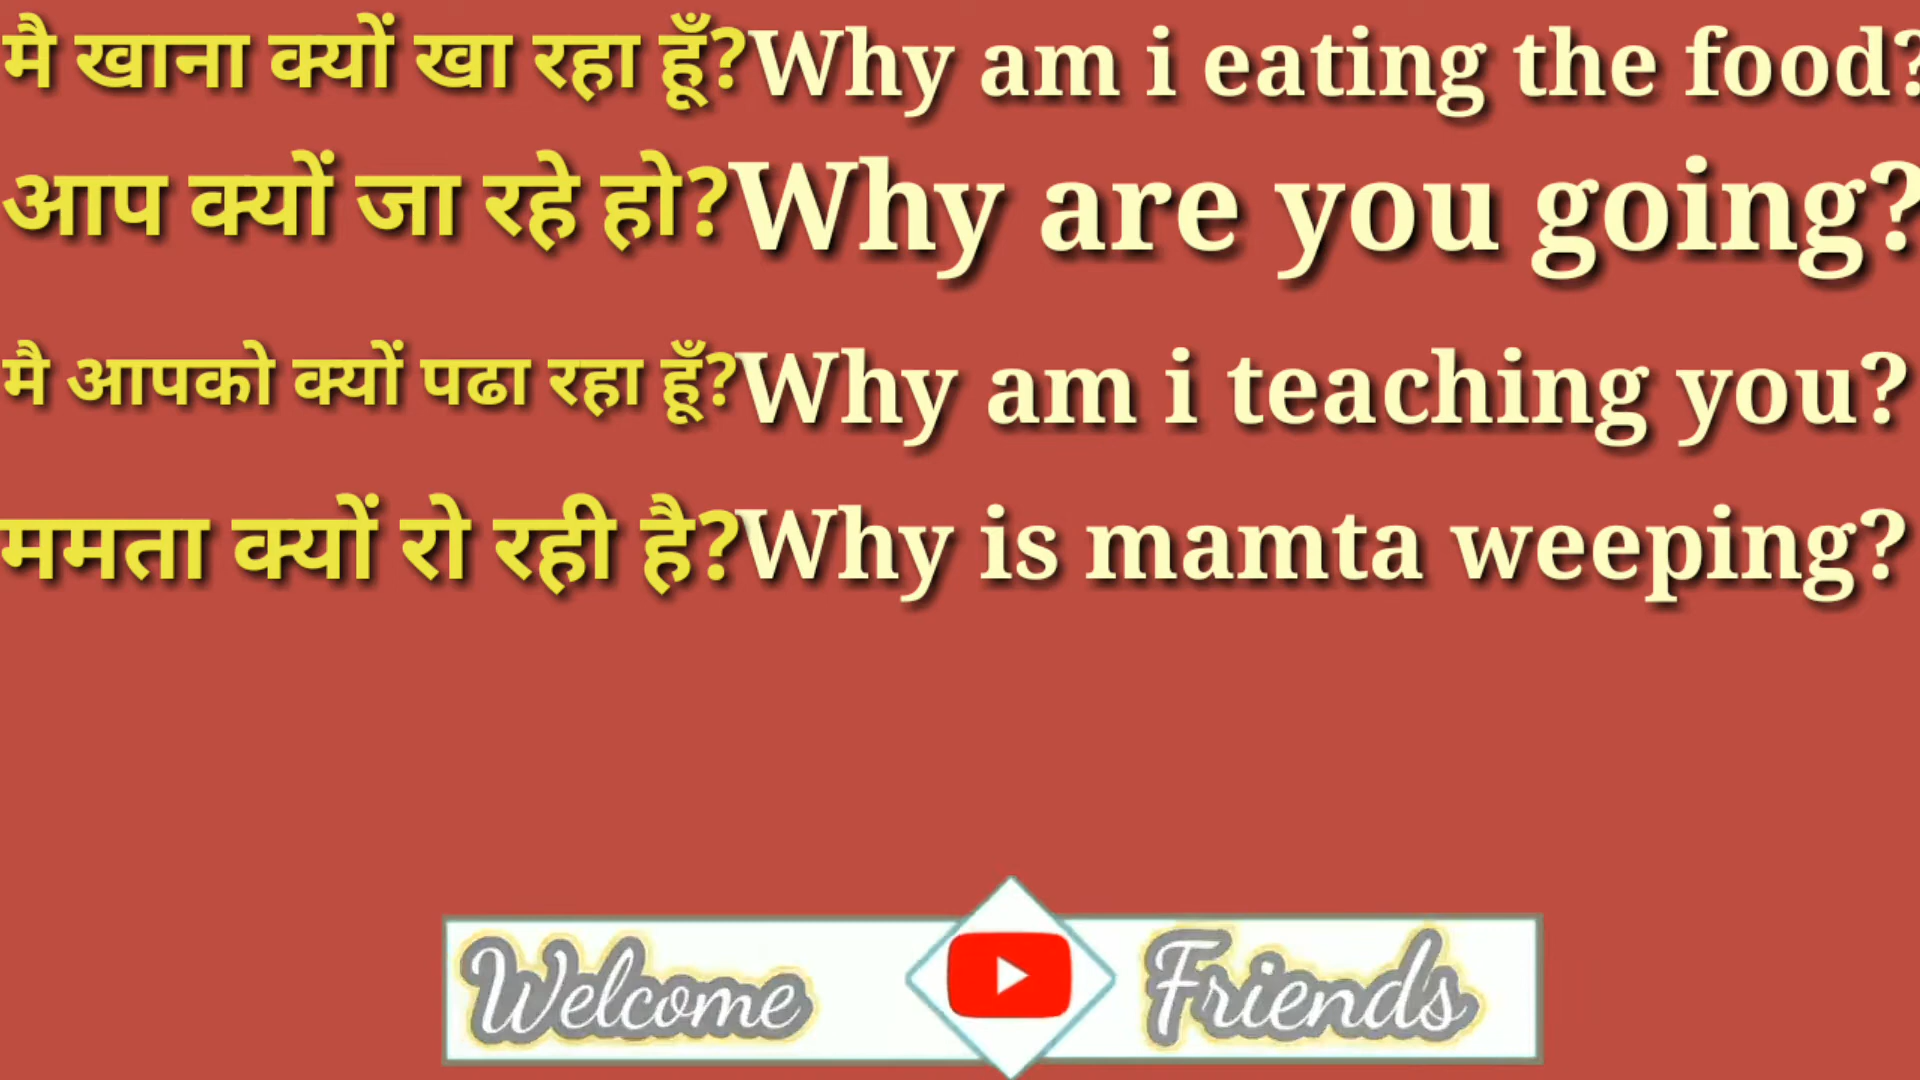 मै खाना क्यों खा रहा हूँ?Why am i eating the food?
आप क्यों जा रहे हो?Why are you going?
मै आपको क्यों पढा रहा हूँ?Why am i teaching you?
ममता क्यों रो रही है?Why is mamta weeping?
Welcome Friends